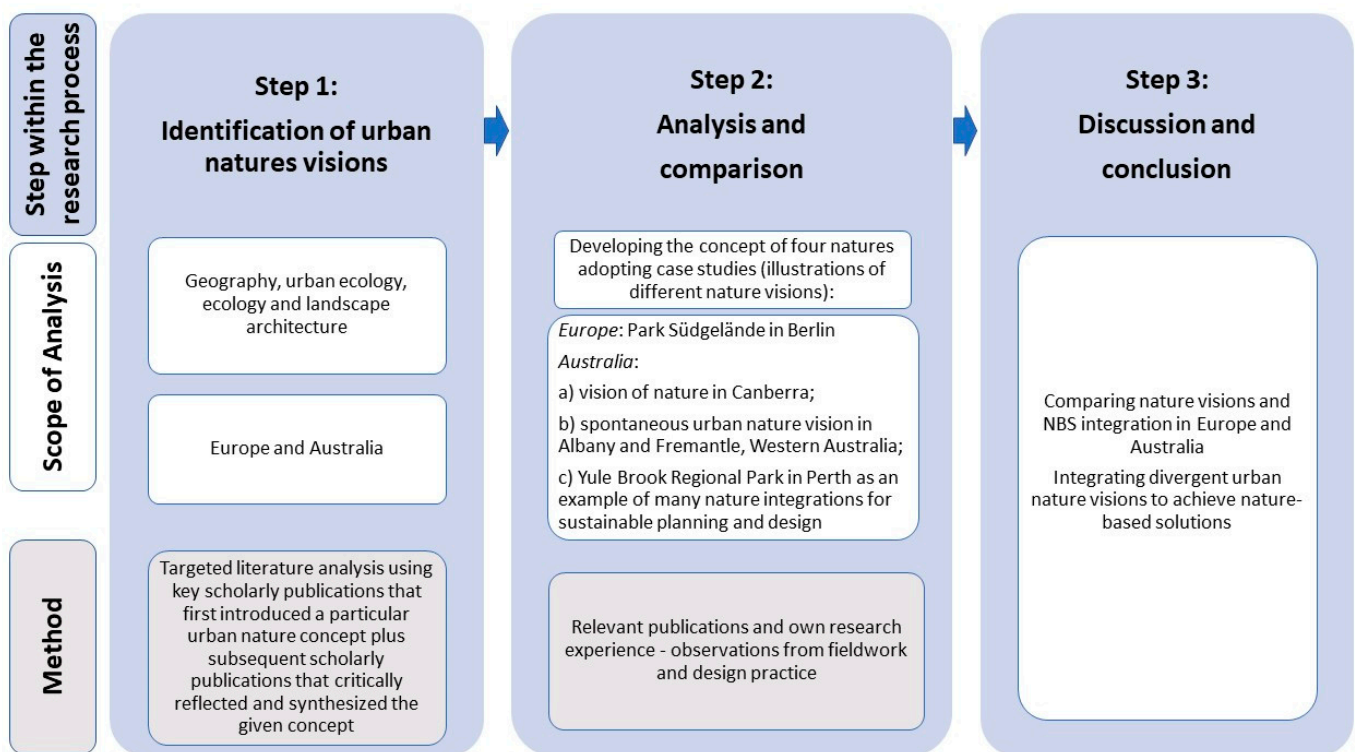 Step within the
research process
Step 1:
Identification of urban
natures visions
Step 2:
Analysis and
comparison
Step 3:
Discussion and
conclusion
Scope of Analysis
Geography, urban ecology,
ecology and landscape
architecture
Europe and Australia
Developing the concept of four natures
adopting case studies (illustrations of
different nature visions):
Europe: Park Südgelände in Berlin
Australia:
a) vision of nature in Canberra;
b) spontaneous urban nature vision in
Albany and Fremantle, Western Australia;
c) Yule Brook Regional Park in Perth as an
example of many nature integrations for
sustainable planning and design
Comparing nature visions and
NBS integration in Europe and
Australia
Integrating divergent urban
nature visions to achieve nature-
based solutions
Method
Targeted literature analysis using
key scholarly publications that
first introduced a particular
urban nature concept plus
subsequent scholarly
publications that critically
reflected and synthesized the
given concept
Relevant publications and own research
experience - observations from fieldwork
and design practice